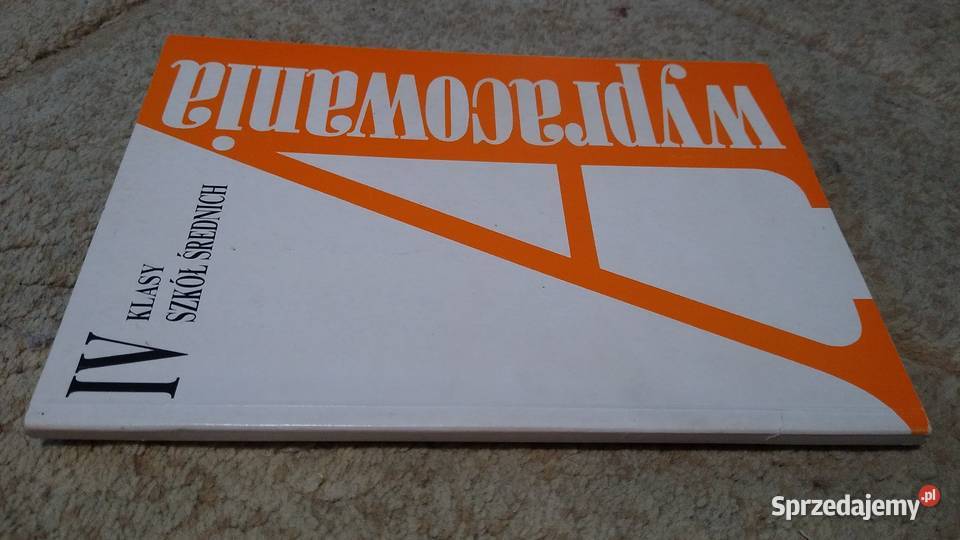 wypracowania
IV
KLASY
SZKÓŁ ŚREDNICH
Sprzedajemy.pl